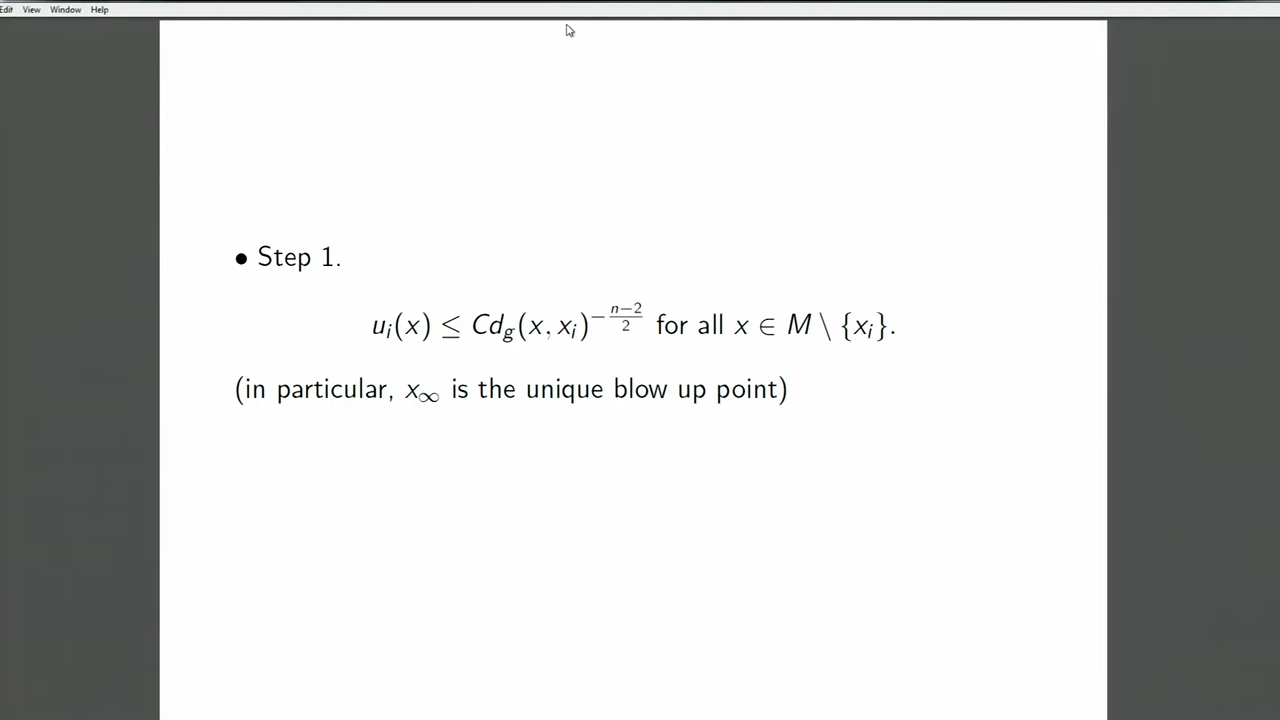 Edit View Window Help
• Step 1.
u_i(x) ≤ Cd_g(x, x_i)^{-\frac{n-2}{2}} for all x ∈ M \ {x_i}.
(in particular, x_∞ is the unique blow up point)